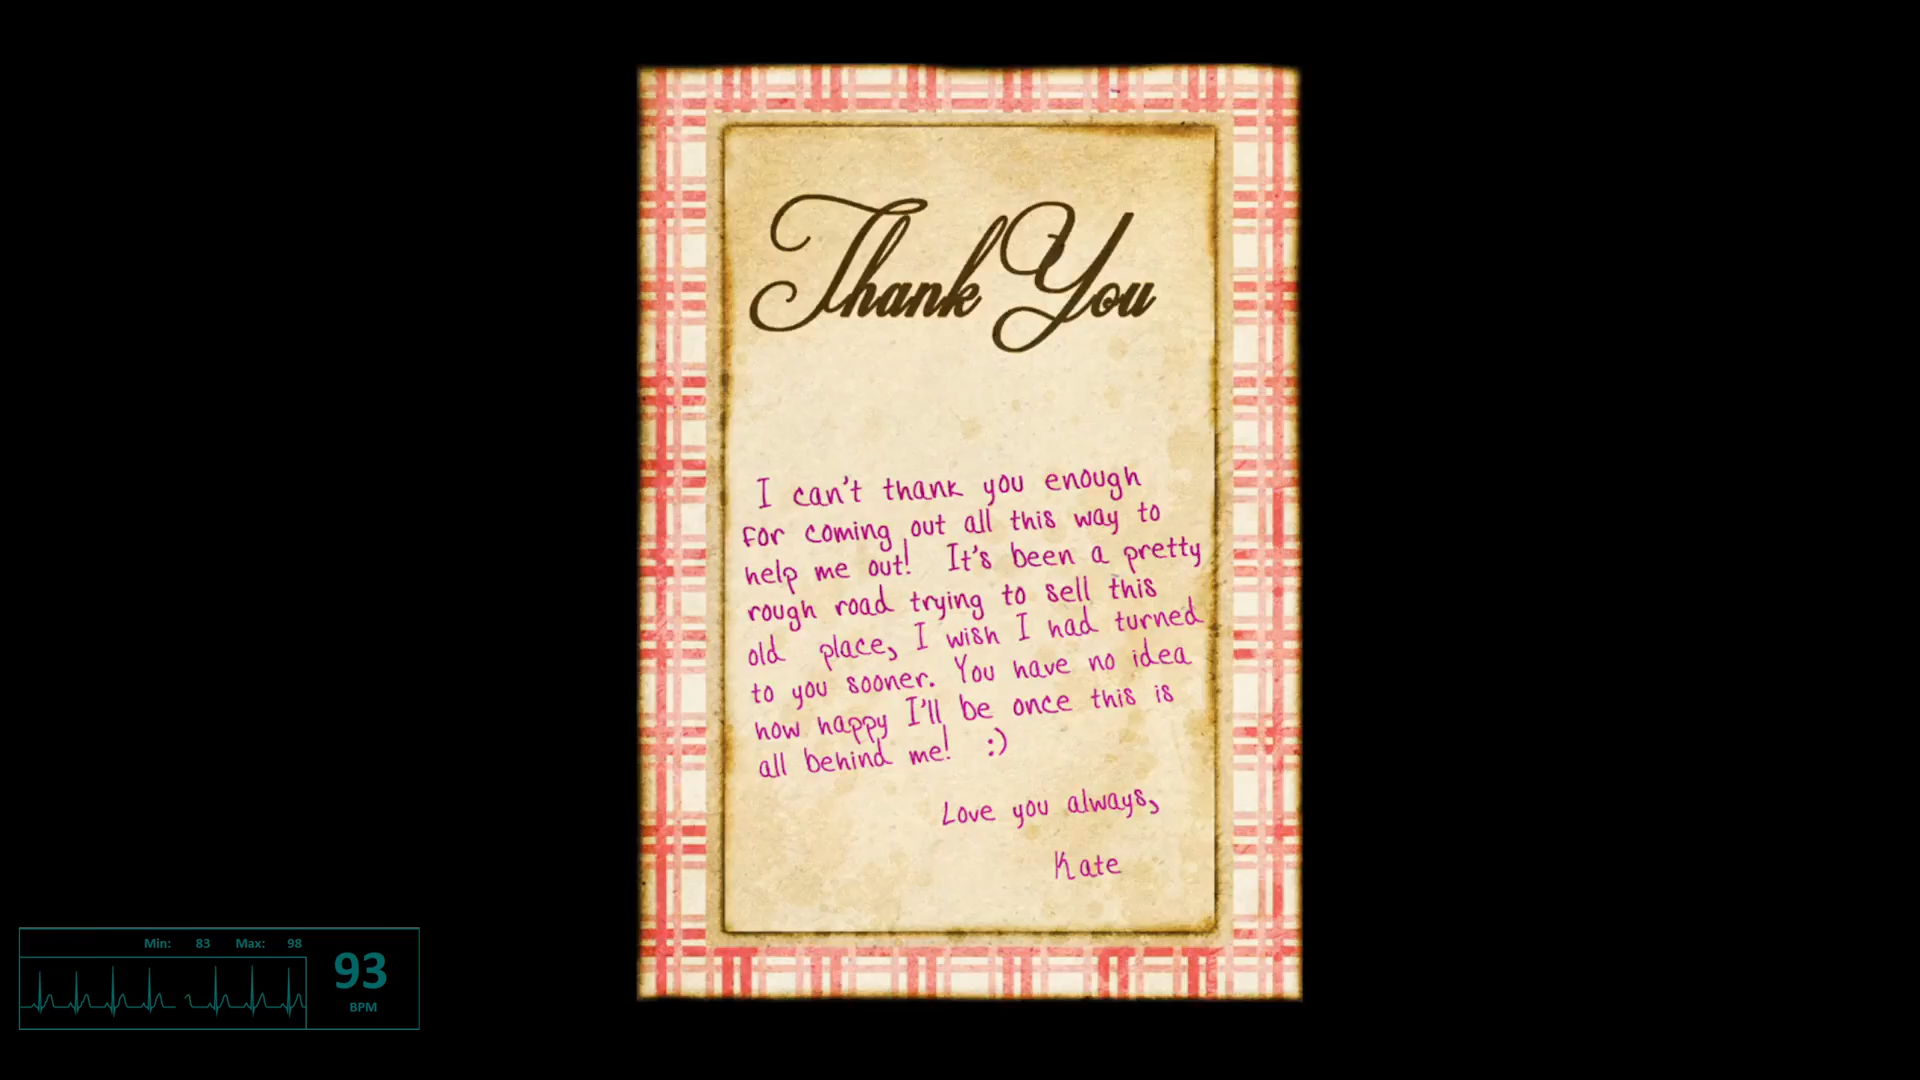 Thank You
I can't thank you enough
for coming out all this way to
help me out! It's been a pretty
rough road trying to sell this
old place, I wish I had turned
to you sooner. You have no idea
how happy I'll be once this is
all behind me! :)
Love you always,
Kate
Min: 83 Max: 98
93
BPM